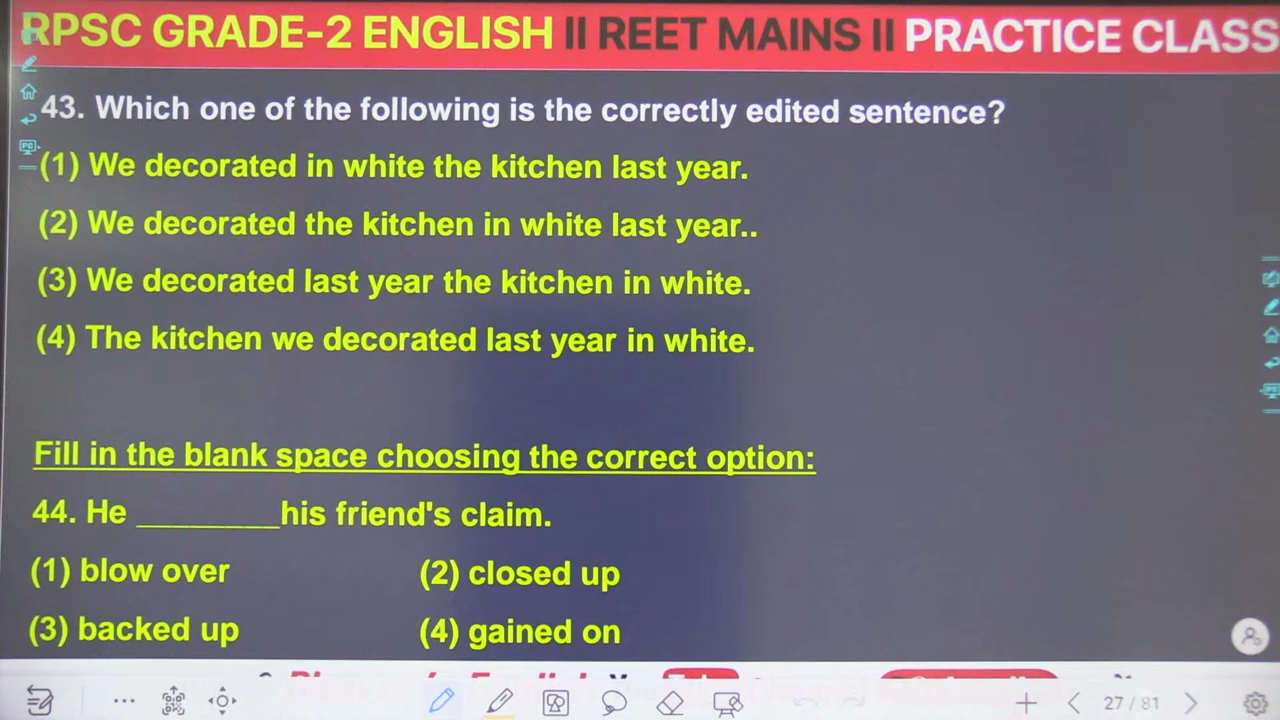 RPSC GRADE-2 ENGLISH II REET MAINS II PRACTICE CLASS
43. Which one of the following is the correctly edited sentence?
(1) We decorated in white the kitchen last year.
(2) We decorated the kitchen in white last year..
(3) We decorated last year the kitchen in white.
(4) The kitchen we decorated last year in white.
Fill in the blank space choosing the correct option:
44. He ________his friend's claim.
(1) blow over (2) closed up
(3) backed up (4) gained on
27 / 81